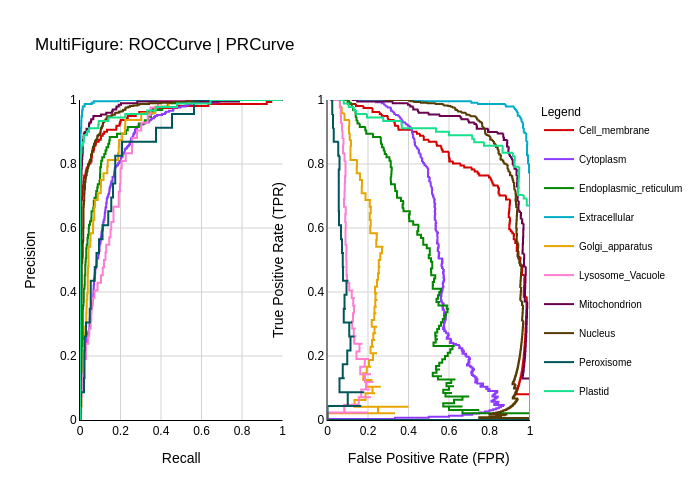 MultiFigure: ROCCurve | PRCurve
Precision
1
0.8
0.6
0.4
0.2
0
0 0.2 0.4 0.6 0.8 1
Recall
True Positive Rate (TPR)
1
0.8
0.6
0.4
0.2
0
0 0.2 0.4 0.6 0.8 1
False Positive Rate (FPR)
Legend
Cell_membrane
Cytoplasm
Endoplasmic_reticulum
Extracellular
Golgi_apparatus
Lysosome_Vacuole
Mitochondrion
Nucleus
Peroxisome
Plastid